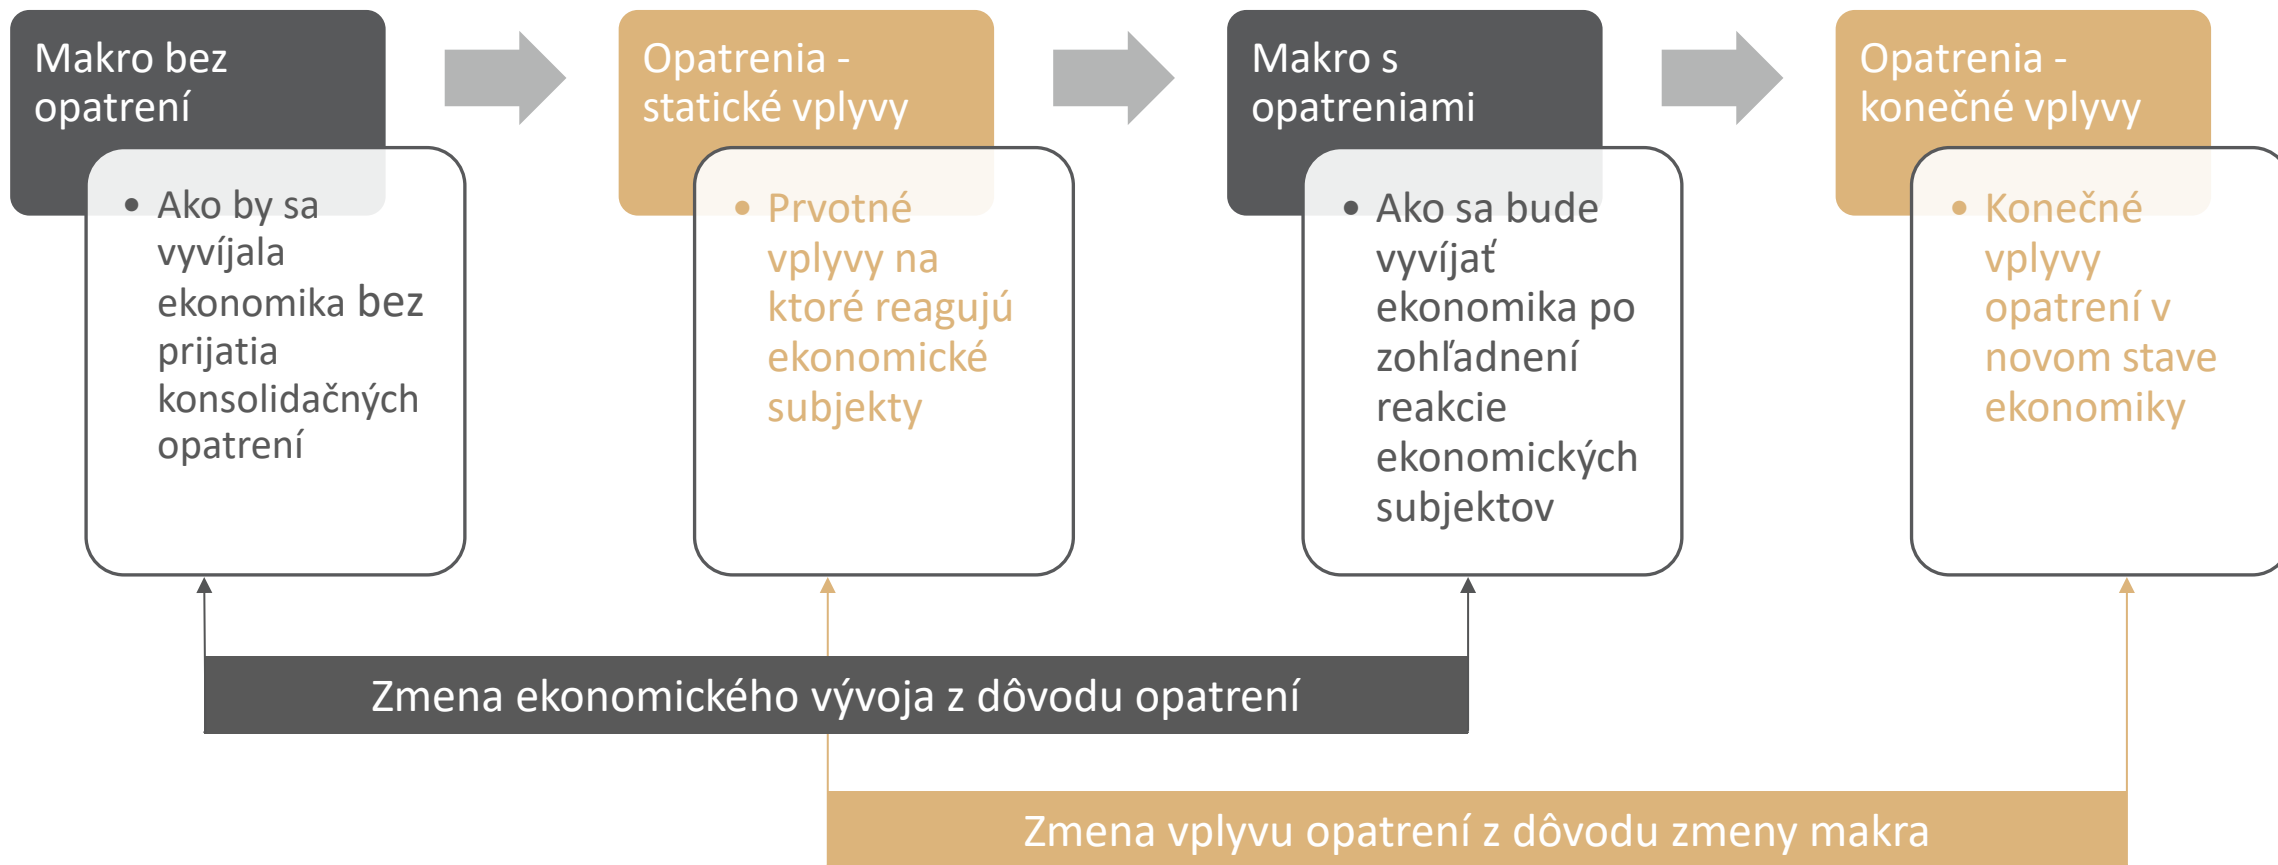 Makro bez
opatrení
• Ako by sa
vyvíjala
ekonomika bez
prijatia
konsolidačných
opatrení
Opatrenia -
statické vplyvy
• Prvotné
vplyvy na
ktoré reagujú
ekonomické
subjekty
Makro s
opatreniami
• Ako sa bude
vyvíjať
ekonomika po
zohľadnení
reakcie
ekonomických
subjektov
Opatrenia -
konečné vplyvy
• Konečné
vplyvy
opatrení v
novom stave
ekonomiky
Zmena ekonomického vývoja z dôvodu opatrení
Zmena vplyvu opatrení z dôvodu zmeny makra